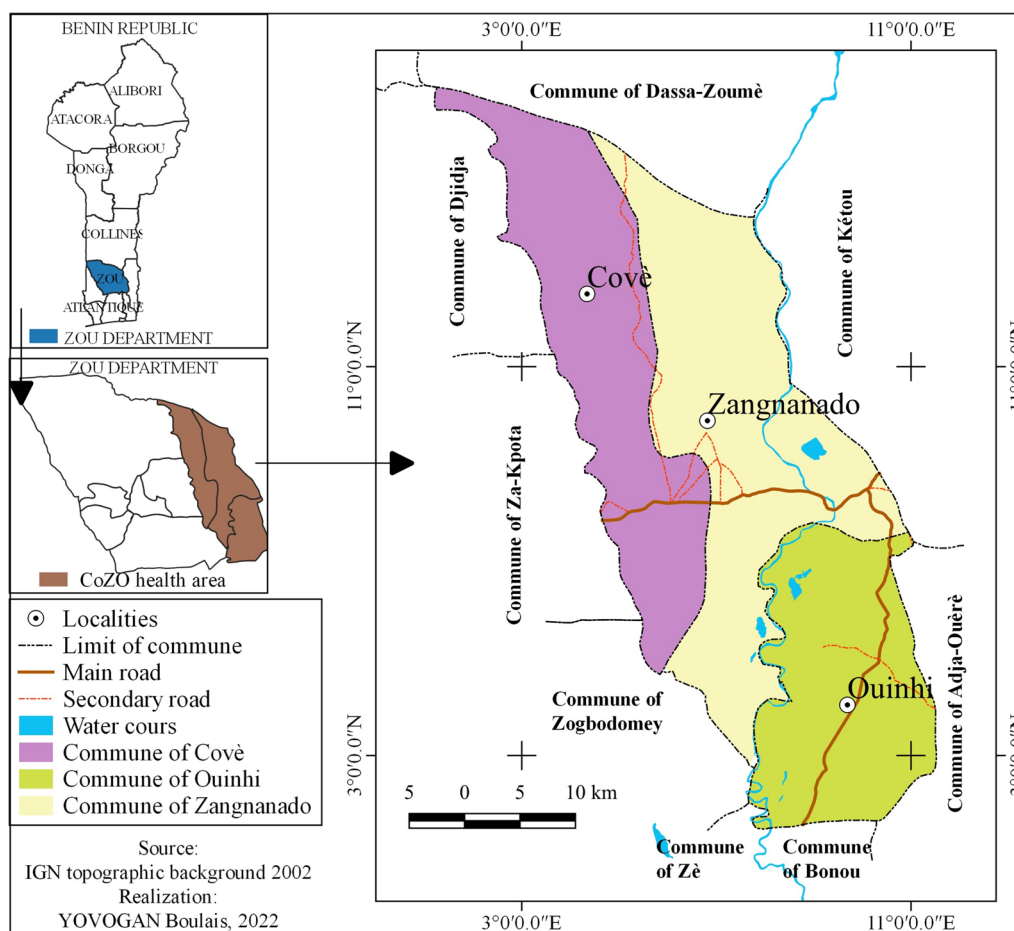 BENIN REPUBLIC
ALIBORI
ATACORA
BORGOU
DONGA
COLLINES
ZOU
ATLANTIQUE
ZOU DEPARTMENT
ZOU DEPARTMENT
CoZO health area
Localities
Limit of commune
Main road
Secondary road
Water cours
Commune of Covè
Commune of Ouinhi
Commune of Zangnanado
Source:
IGN topographic background 2002
Realization:
YOVOGAN Boulais, 2022
3°0'0.0"E
11°0'0.0"E
11°0'0.0"N
3°0'0.0"N
11°0'0.0"N
Commune of Dassa-Zoumè
Commune of Djidja
Commune of Kétou
Covè
Zangnanado
Commune of Za-Kpota
Commune of Adja-Ouèrè
Ouinhi
Commune of
Zogbodomey
5 0 5 10 km
Commune
of Zè
Commune
of Bonou